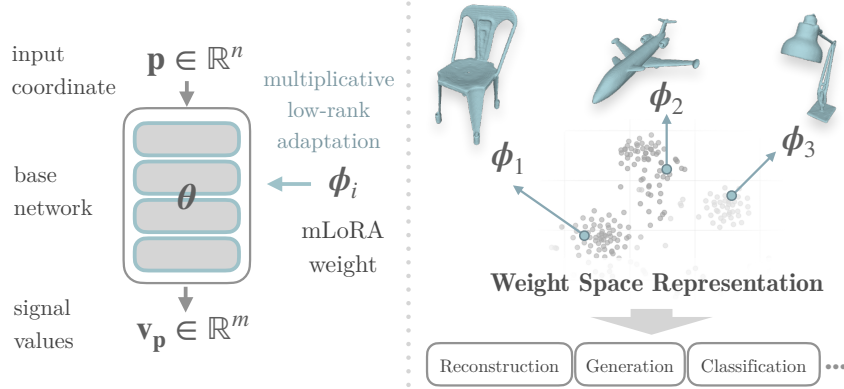 input
coordinate
𝐩 ∈ ℝⁿ
multiplicative
low-rank
adaptation
base
network
θ
ϕᵢ
mLoRA
weight
signal
values
𝐯ₚ ∈ ℝᵐ
ϕ₁
ϕ₂
ϕ₃
Weight Space Representation
Reconstruction
Generation
Classification
•••